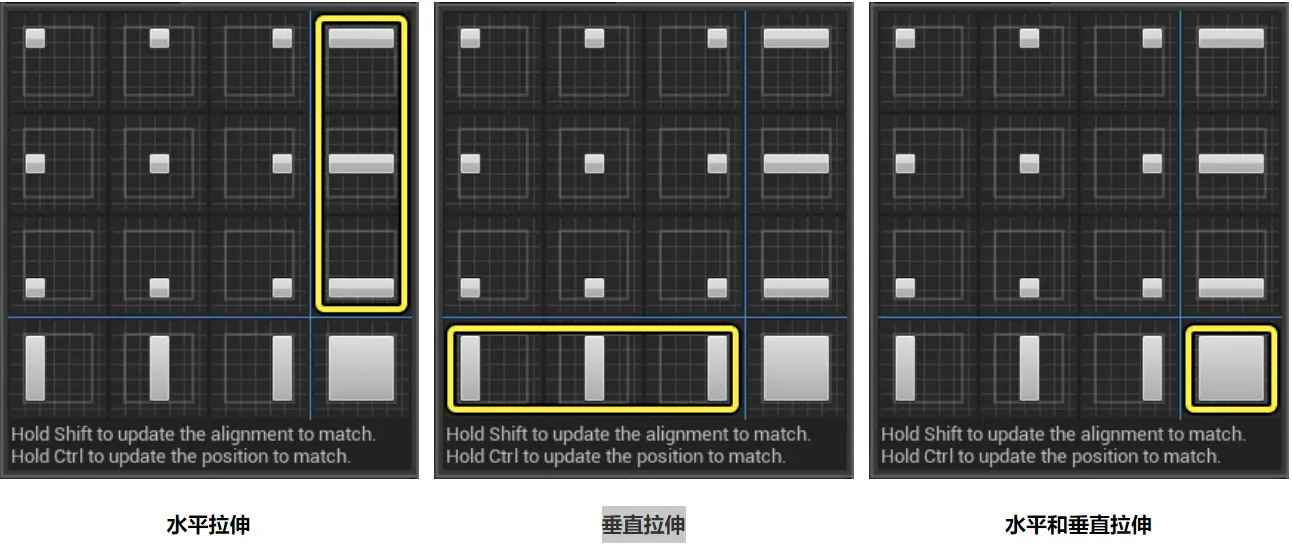 Hold Shift to update the alignment to match.
Hold Ctrl to update the position to match.
水平拉伸
Hold Shift to update the alignment to match.
Hold Ctrl to update the position to match.
垂直拉伸
Hold Shift to update the alignment to match.
Hold Ctrl to update the position to match.
水平和垂直拉伸